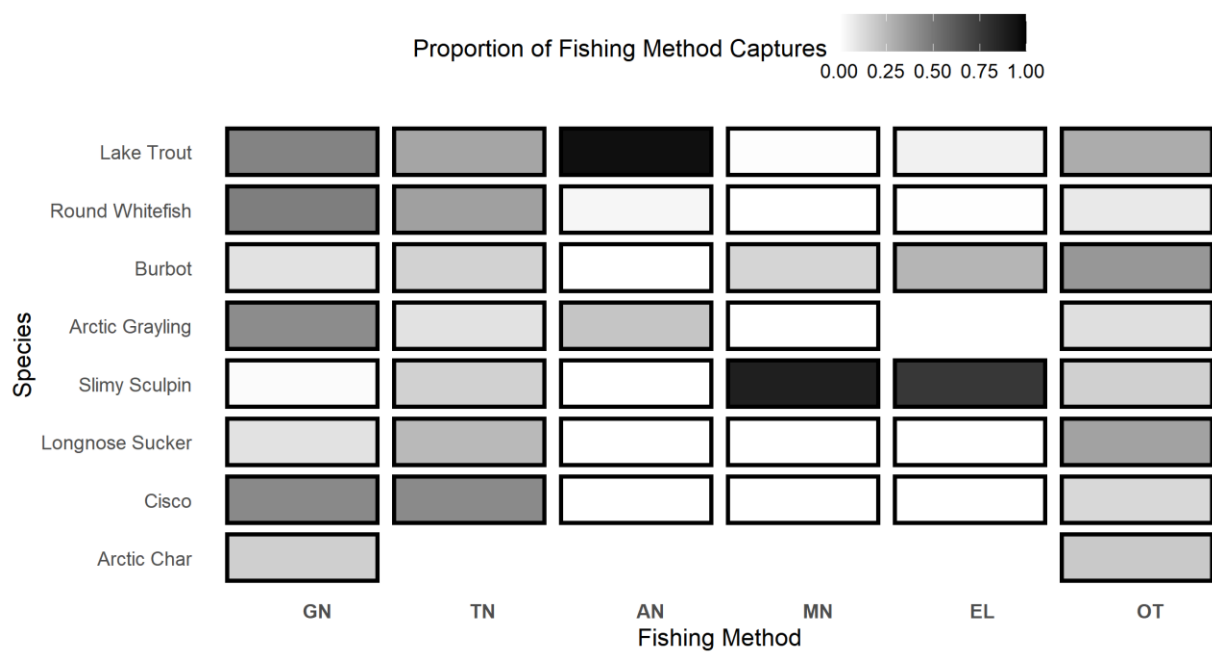 Proportion of Fishing Method Captures
0.00 0.25 0.50 0.75 1.00
Species
Lake Trout
Round Whitefish
Burbot
Arctic Grayling
Slimy Sculpin
Longnose Sucker
Cisco
Arctic Char
GN TN AN MN EL OT
Fishing Method